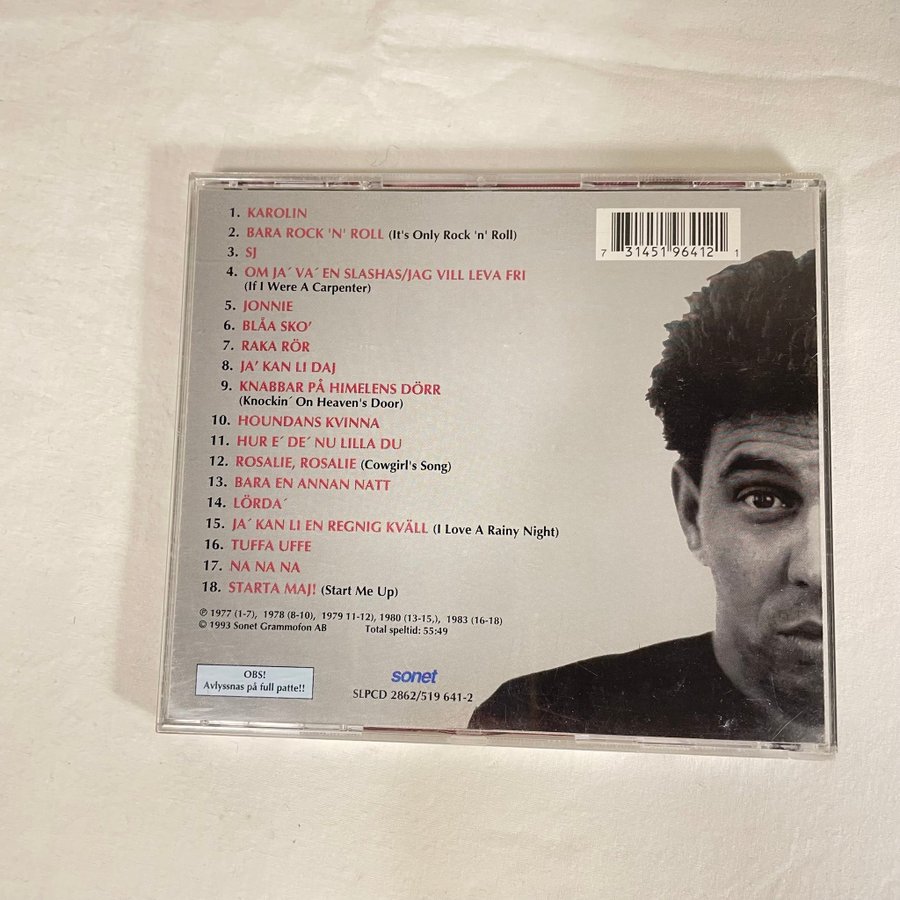 1. KAROLIN
2. BARA ROCK 'N' ROLL (It's Only Rock 'n' Roll)
3. SJ
4. OM JA´ VA´ EN SLASHAS/JAG VILL LEVA FRI
(If I Were A Carpenter)
5. JONNIE
6. BLÅA SKO'
7. RAKA RÖR
8. JA' KAN LI DAJ
9. KNABBAR PÅ HIMELENS DÖRR
(Knockin´ On Heaven's Door)
10. HOUNDANS KVINNA
11. HUR E´ DE´ NU LILLA DU
12. ROSALIE, ROSALIE (Cowgirl's Song)
13. BARA EN ANNAN NATT
14. LÖRDA´
15. JA´ KAN LI EN REGNIG KVÄLL (I Love A Rainy Night)
16. TUFFA UFFE
17. NA NA NA
18. STARTA MAJ! (Start Me Up)
℗ 1977 (1-7), 1978 (8-10), 1979 11-12), 1980 (13-15,), 1983 (16-18)
© 1993 Sonet Grammofon AB Total speltid: 55:49
OBS!
Avlyssnas på full patte!!
sonet
SLPCD 2862/519 641-2
7 31451 96412 1